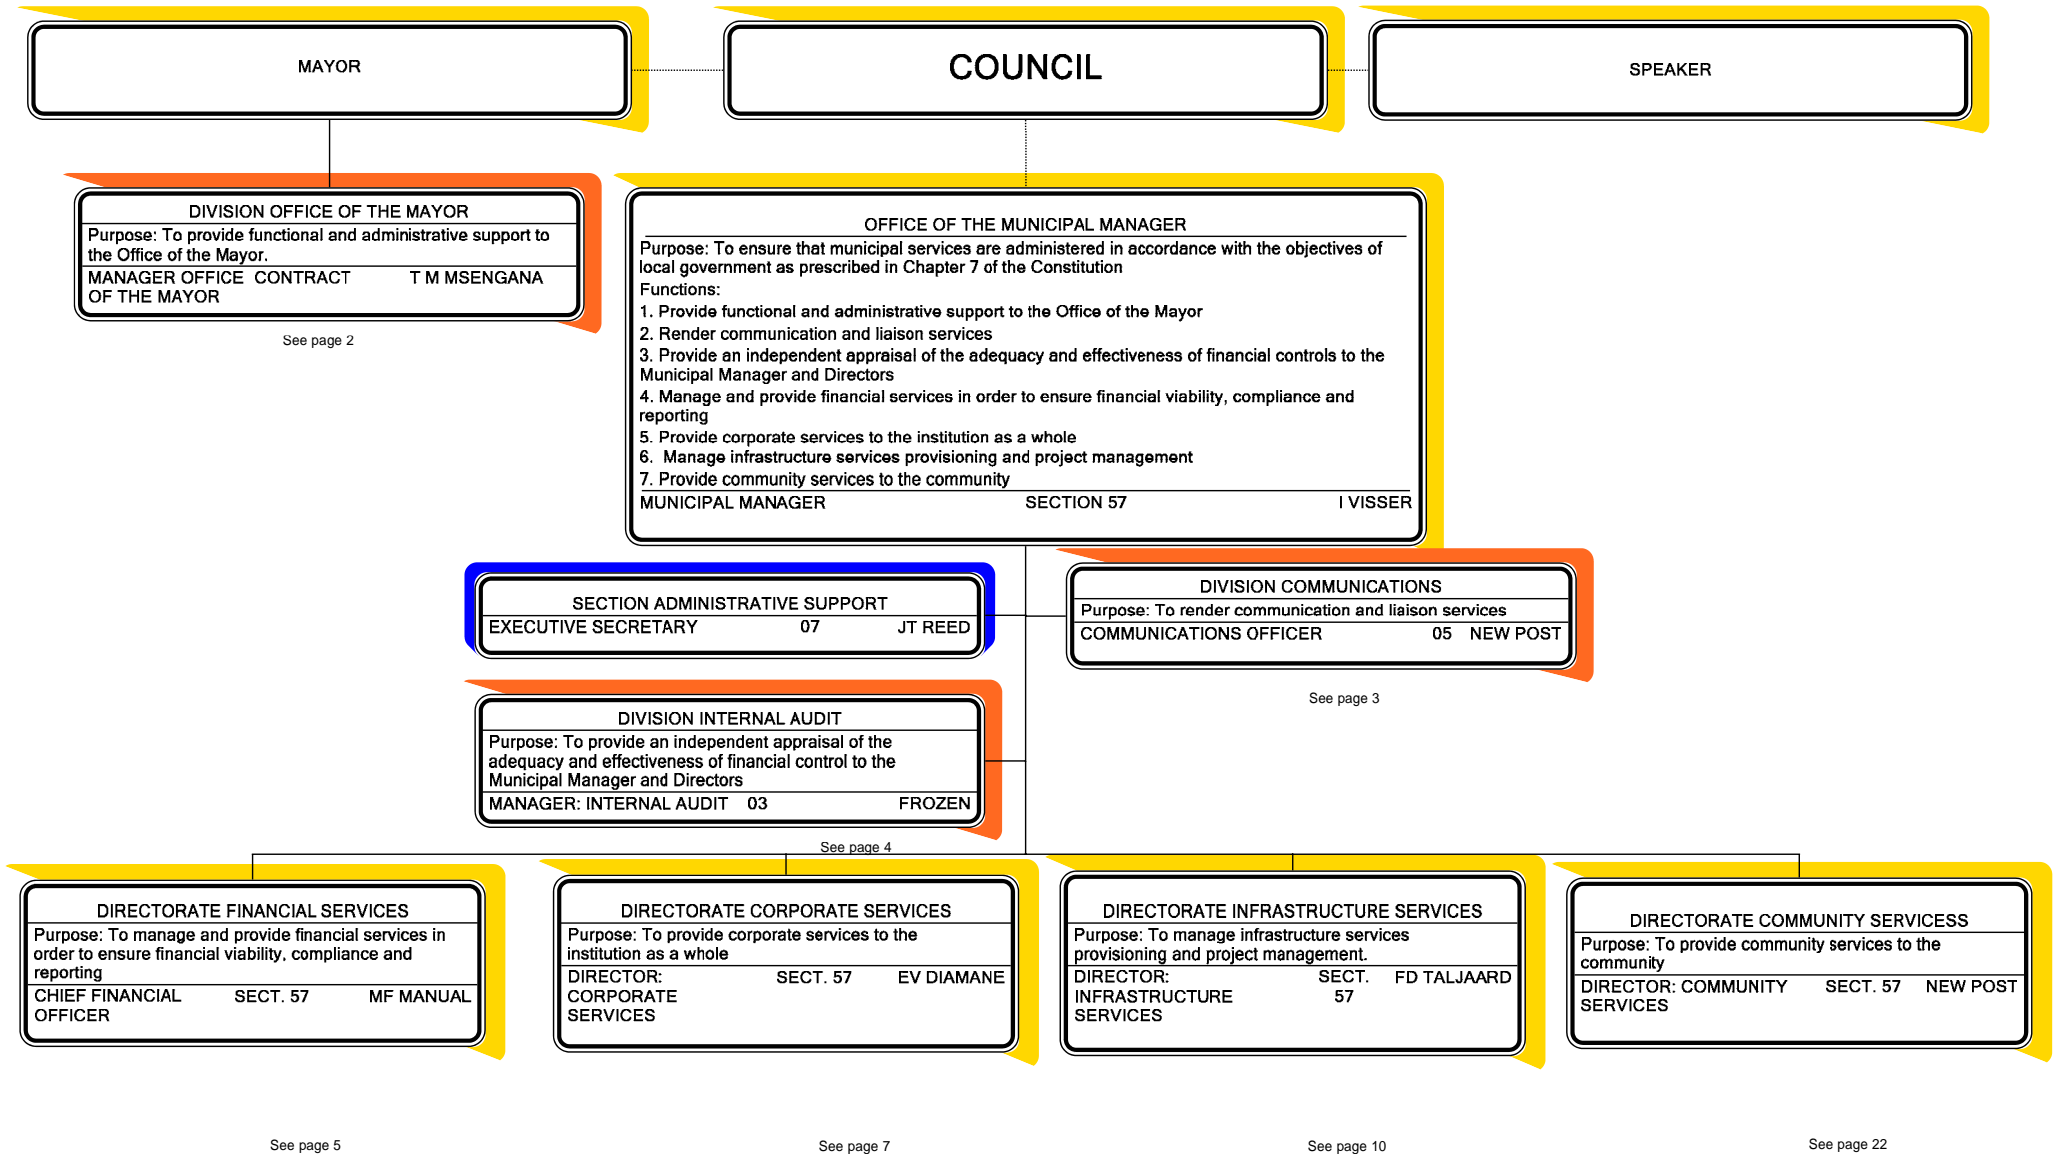 MAYOR
COUNCIL
SPEAKER
DIVISION OFFICE OF THE MAYOR
Purpose: To provide functional and administrative support to
the Office of the Mayor.
MANAGER OFFICE CONTRACT T M MSENGANA
OF THE MAYOR
See page 2
OFFICE OF THE MUNICIPAL MANAGER
Purpose: To ensure that municipal services are administered in accordance with the objectives of
local government as prescribed in Chapter 7 of the Constitution
Functions:
1. Provide functional and administrative support to the Office of the Mayor
2. Render communication and liaison services
3. Provide an independent appraisal of the adequacy and effectiveness of financial controls to the
Municipal Manager and Directors
4. Manage and provide financial services in order to ensure financial viability, compliance and
reporting
5. Provide corporate services to the institution as a whole
6. Manage infrastructure services provisioning and project management
7. Provide community services to the community
MUNICIPAL MANAGER SECTION 57 I VISSER
SECTION ADMINISTRATIVE SUPPORT
EXECUTIVE SECRETARY 07 JT REED
DIVISION COMMUNICATIONS
Purpose: To render communication and liaison services
COMMUNICATIONS OFFICER 05 NEW POST
See page 3
DIVISION INTERNAL AUDIT
Purpose: To provide an independent appraisal of the
adequacy and effectiveness of financial control to the
Municipal Manager and Directors
MANAGER: INTERNAL AUDIT 03 FROZEN
See page 4
DIRECTORATE FINANCIAL SERVICES
Purpose: To manage and provide financial services in
order to ensure financial viability, compliance and
reporting
CHIEF FINANCIAL SECT. 57 MF MANUAL
OFFICER
See page 5
DIRECTORATE CORPORATE SERVICES
Purpose: To provide corporate services to the
institution as a whole
DIRECTOR: SECT. 57 EV DIAMANE
CORPORATE
SERVICES
See page 7
DIRECTORATE INFRASTRUCTURE SERVICES
Purpose: To manage infrastructure services
provisioning and project management.
DIRECTOR: SECT. FD TALJAARD
INFRASTRUCTURE 57
SERVICES
See page 10
DIRECTORATE COMMUNITY SERVICESS
Purpose: To provide community services to the
community
DIRECTOR: COMMUNITY SECT. 57 NEW POST
SERVICES
See page 22